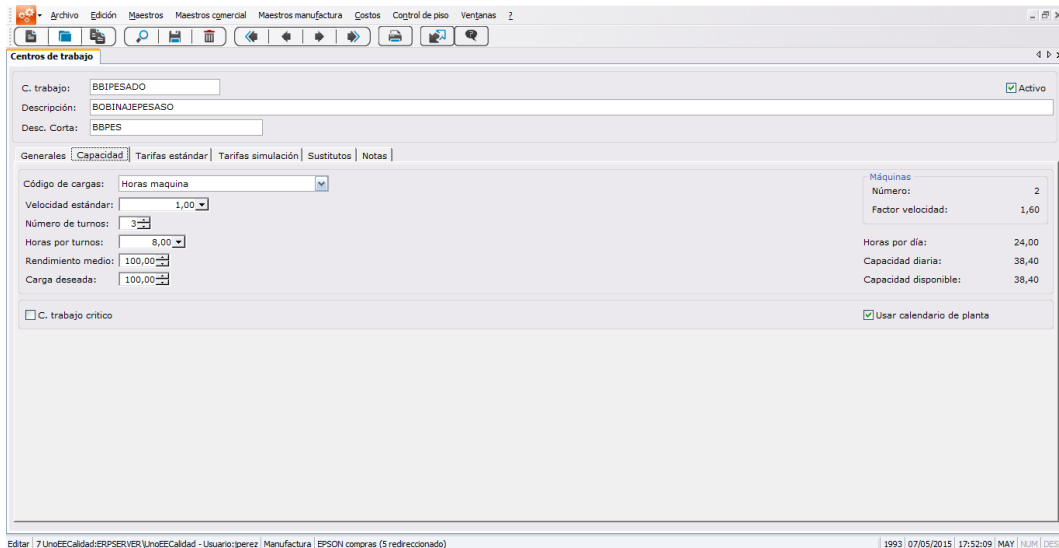 Archivo Edición Maestros Maestros comercial Maestros manufactura Costos Control de piso Ventanas ?
Centros de trabajo
C. trabajo: BBIPESADO Activo
Descripción: BOBINAJEPESASO
Desc. Corta: BBPES
Generales Capacidad Tarifas estándar Tarifas simulación Sustitutos Notas
Código de cargas: Horas maquina
Velocidad estándar: 1,00
Número de turnos: 3
Horas por turnos: 8,00
Rendimiento medio: 100,00
Carga deseada: 100,00
Máquinas
Número: 2
Factor velocidad: 1,60
Horas por día: 24,00
Capacidad diaria: 38,40
Capacidad disponible: 38,40
C. trabajo critico Usar calendario de planta
Editar 7 UnoEECalidad:ERPSERVER\UnoEECalidad - Usuario:jperez Manufactura EPSON compras (5 redireccionado) 1993 07/05/2015 17:52:09 MAY NUM DES